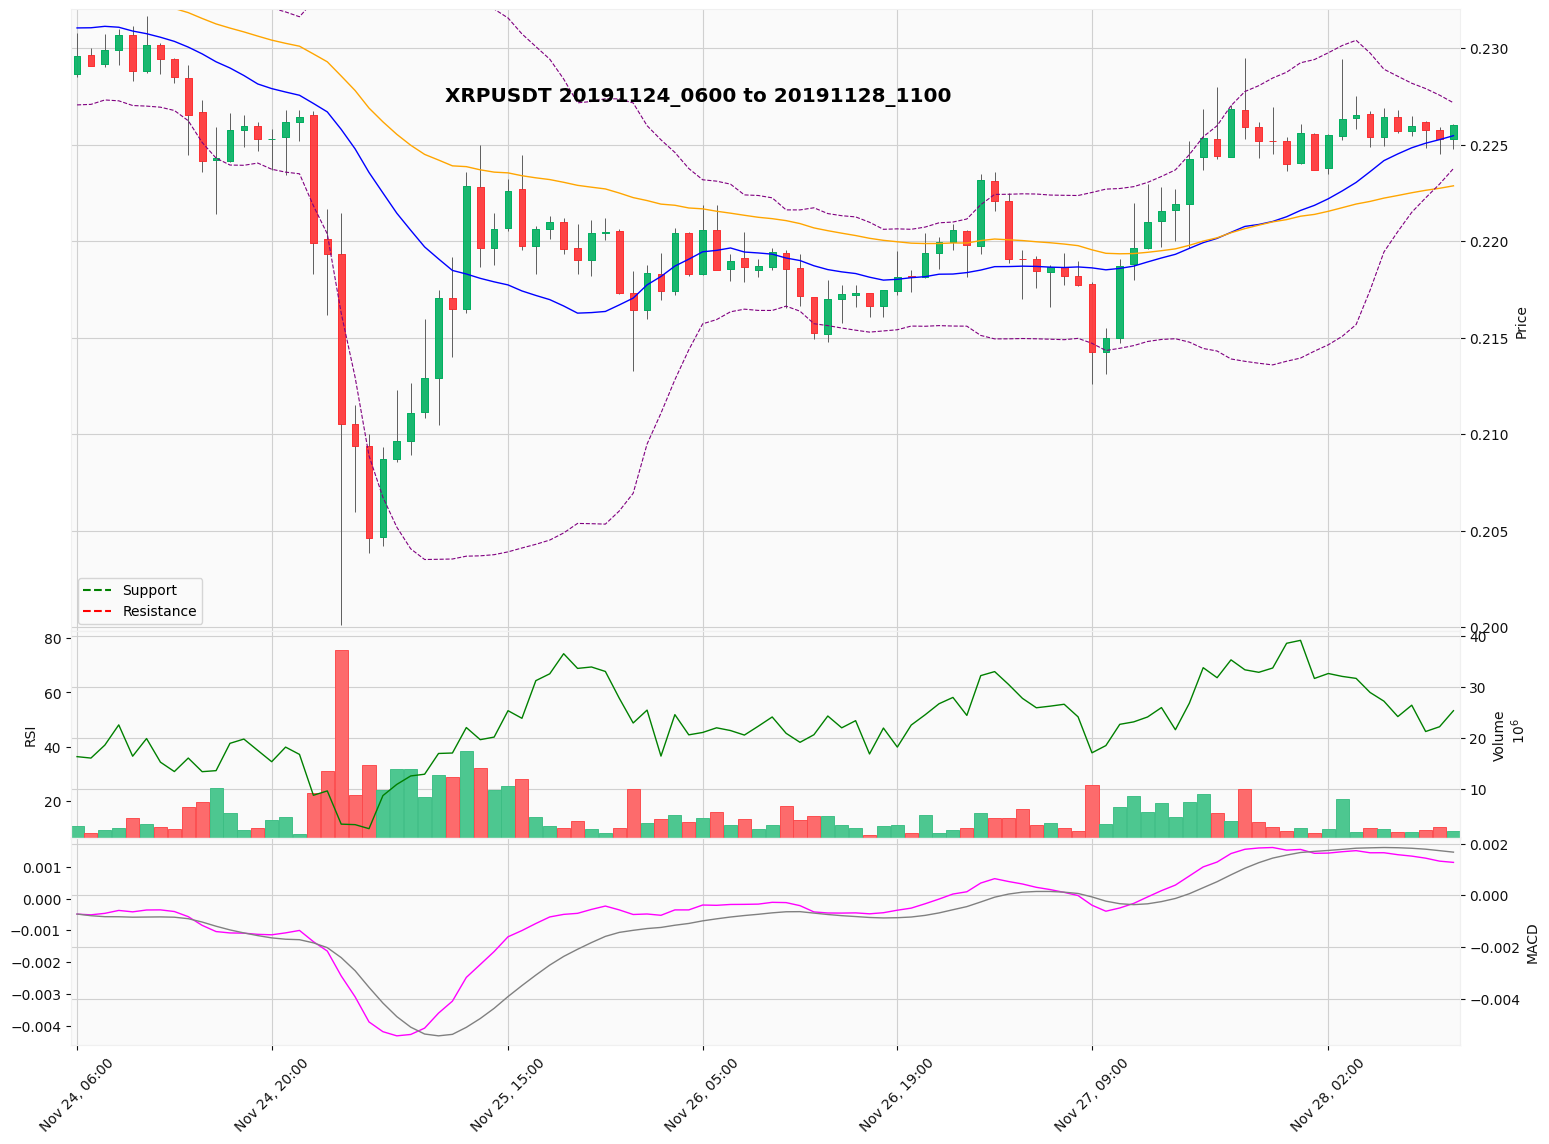 XRPUSDT 20191124_0600 to 20191128_1100
0.230
0.225
0.220
0.215
0.210
0.205
0.200
Price
Support
Resistance
80
60
40
20
RSI
40
30
20
10
Volume
10^6
0.001
0.000
−0.001
−0.002
−0.003
−0.004
0.002
0.000
−0.002
−0.004
MACD
Nov 24, 06:00
Nov 24, 20:00
Nov 25, 15:00
Nov 26, 05:00
Nov 26, 19:00
Nov 27, 09:00
Nov 28, 02:00